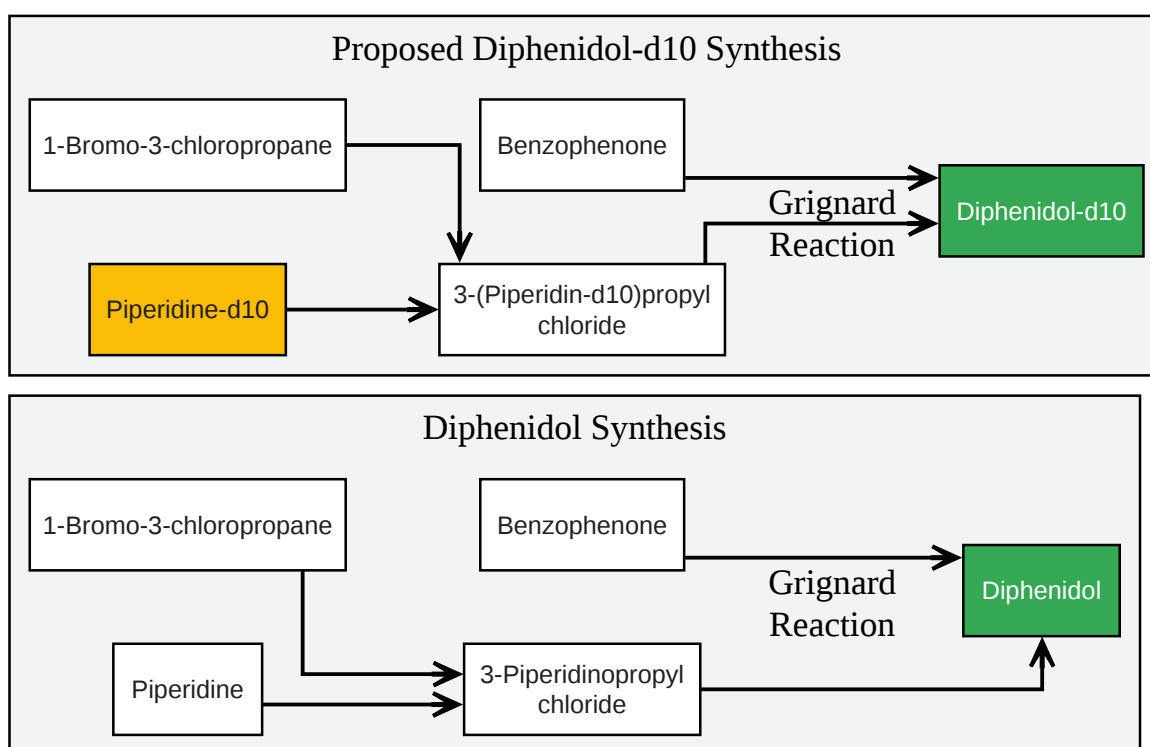 Proposed Diphenidol-d10 Synthesis
1-Bromo-3-chloropropane
Benzophenone
Grignard
Reaction
Diphenidol-d10
Piperidine-d10
3-(Piperidin-d10)propyl
chloride
Diphenidol Synthesis
1-Bromo-3-chloropropane
Benzophenone
Grignard
Reaction
Diphenidol
Piperidine
3-Piperidinopropyl
chloride